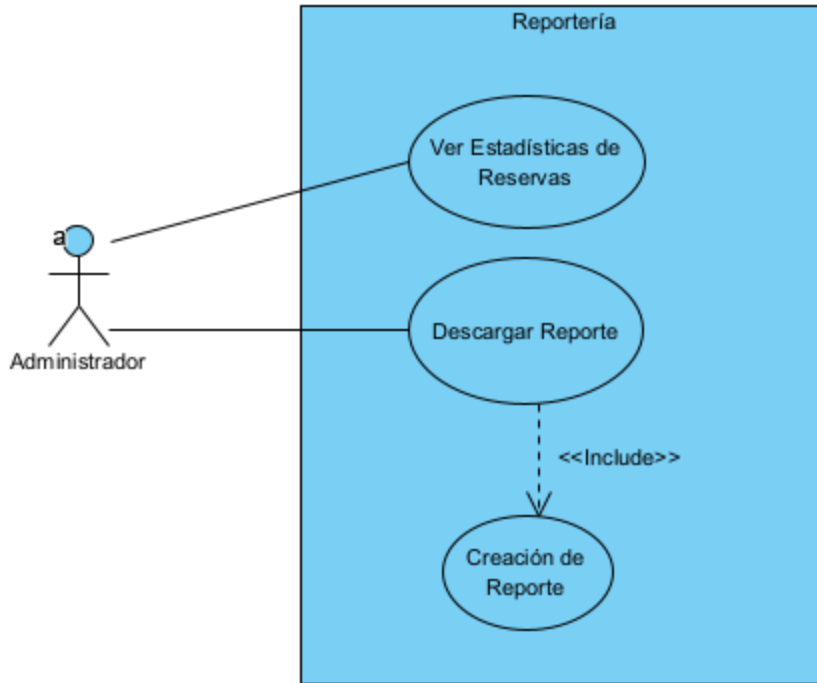 Reportería
Ver Estadísticas de
Reservas
a
Administrador
Descargar Reporte
<<Include>>
Creación de
Reporte